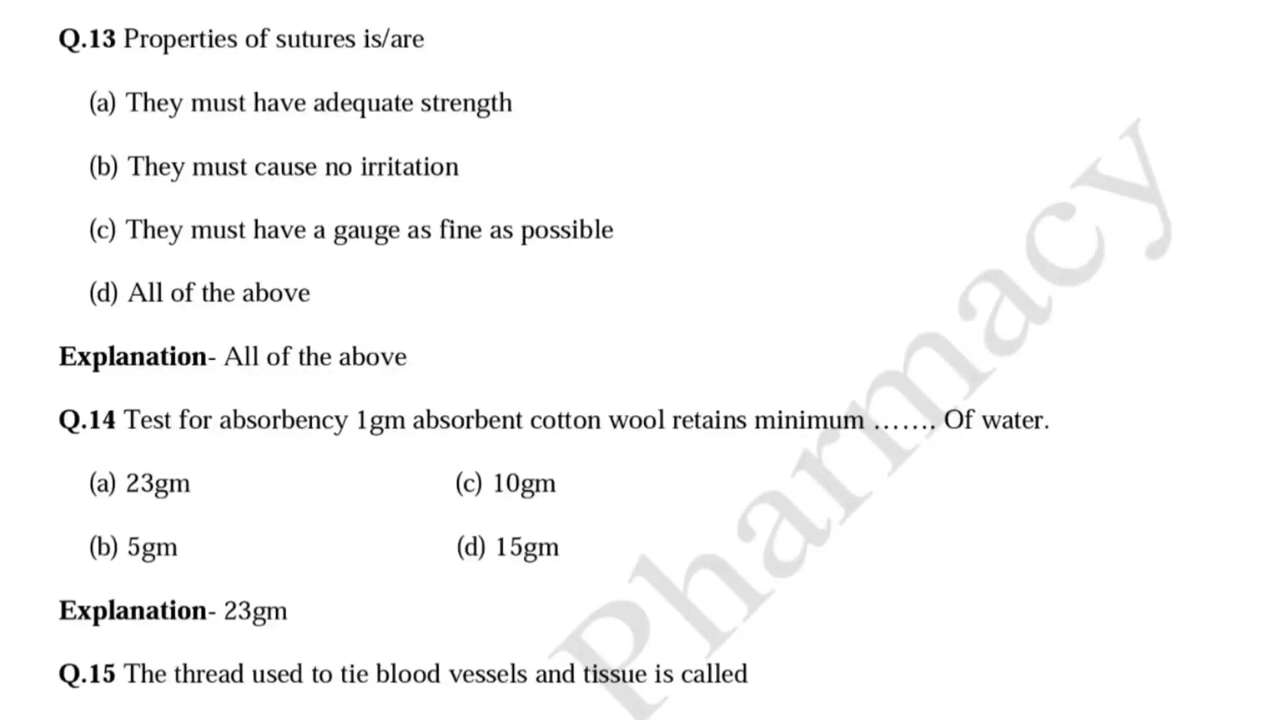 Q.13 Properties of sutures is/are
(a) They must have adequate strength
(b) They must cause no irritation
(c) They must have a gauge as fine as possible
(d) All of the above
Explanation- All of the above
Q.14 Test for absorbency 1gm absorbent cotton wool retains minimum ....... Of water.
(a) 23gm (c) 10gm
(b) 5gm (d) 15gm
Explanation- 23gm
Q.15 The thread used to tie blood vessels and tissue is called
Pharmacy